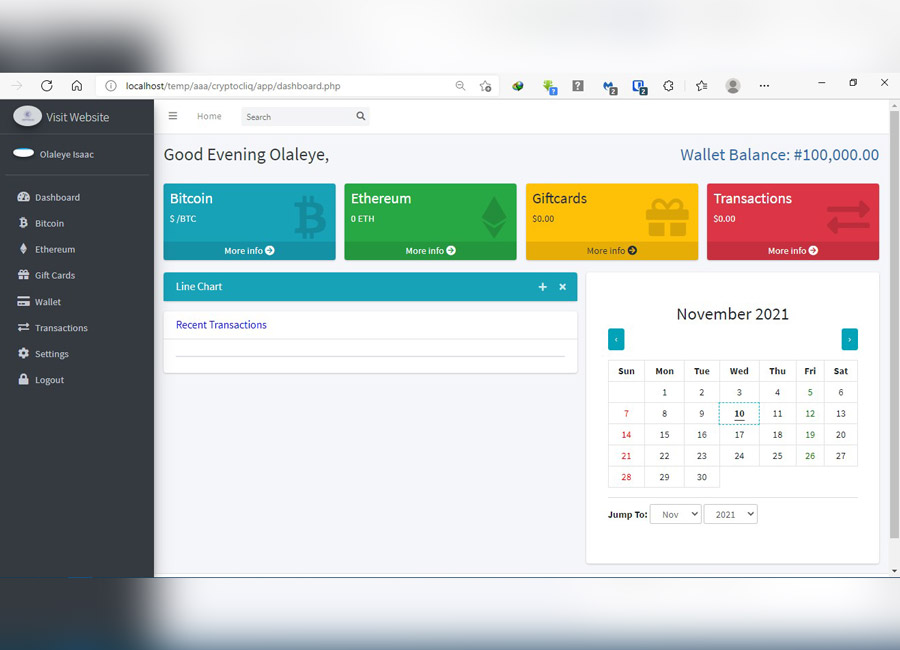 localhost/temp/aaa/cryptocliq/app/dashboard.php
2
2
Visit Website
Home
Search
Olaleye Isaac
Good Evening Olaleye,
Wallet Balance: #100,000.00
Dashboard
Bitcoin
Ethereum
Gift Cards
Wallet
Transactions
Settings
Logout
Bitcoin
$ /BTC
More info
Ethereum
0 ETH
More info
Giftcards
$0.00
More info
Transactions
$0.00
More info
Line Chart
Recent Transactions
November 2021
Sun Mon Tue Wed Thu Fri Sat
1 2 3 4 5 6
7 8 9 10 11 12 13
14 15 16 17 18 19 20
21 22 23 24 25 26 27
28 29 30
Jump To: Nov 2021